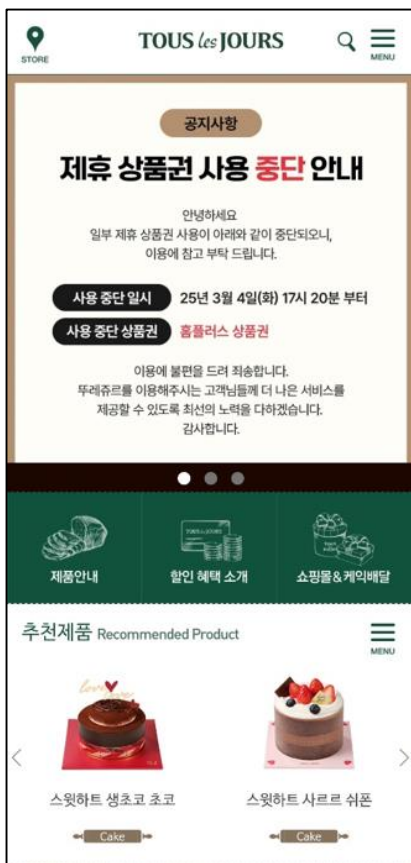 STORE
TOUS les JOURS
MENU
공지사항
제휴 상품권 사용 중단 안내
안녕하세요
일부 제휴 상품권 사용이 아래와 같이 중단되오니,
이용에 참고 부탁 드립니다.
사용 중단 일시 25년 3월 4일(화) 17시 20분 부터
사용 중단 상품권 홈플러스 상품권
이용에 불편을 드려 죄송합니다.
뚜레쥬르를 이용해주시는 고객님들께 더 나은 서비스를
제공할 수 있도록 최선의 노력을 다하겠습니다.
감사합니다.
TOUS les JOURS
제품안내 할인 혜택 소개 쇼핑몰&케익배달
추천제품 Recommended Product
MENU
love love
스윗하트 생초코 초코 스윗하트 사르르 쉬폰
Cake Cake